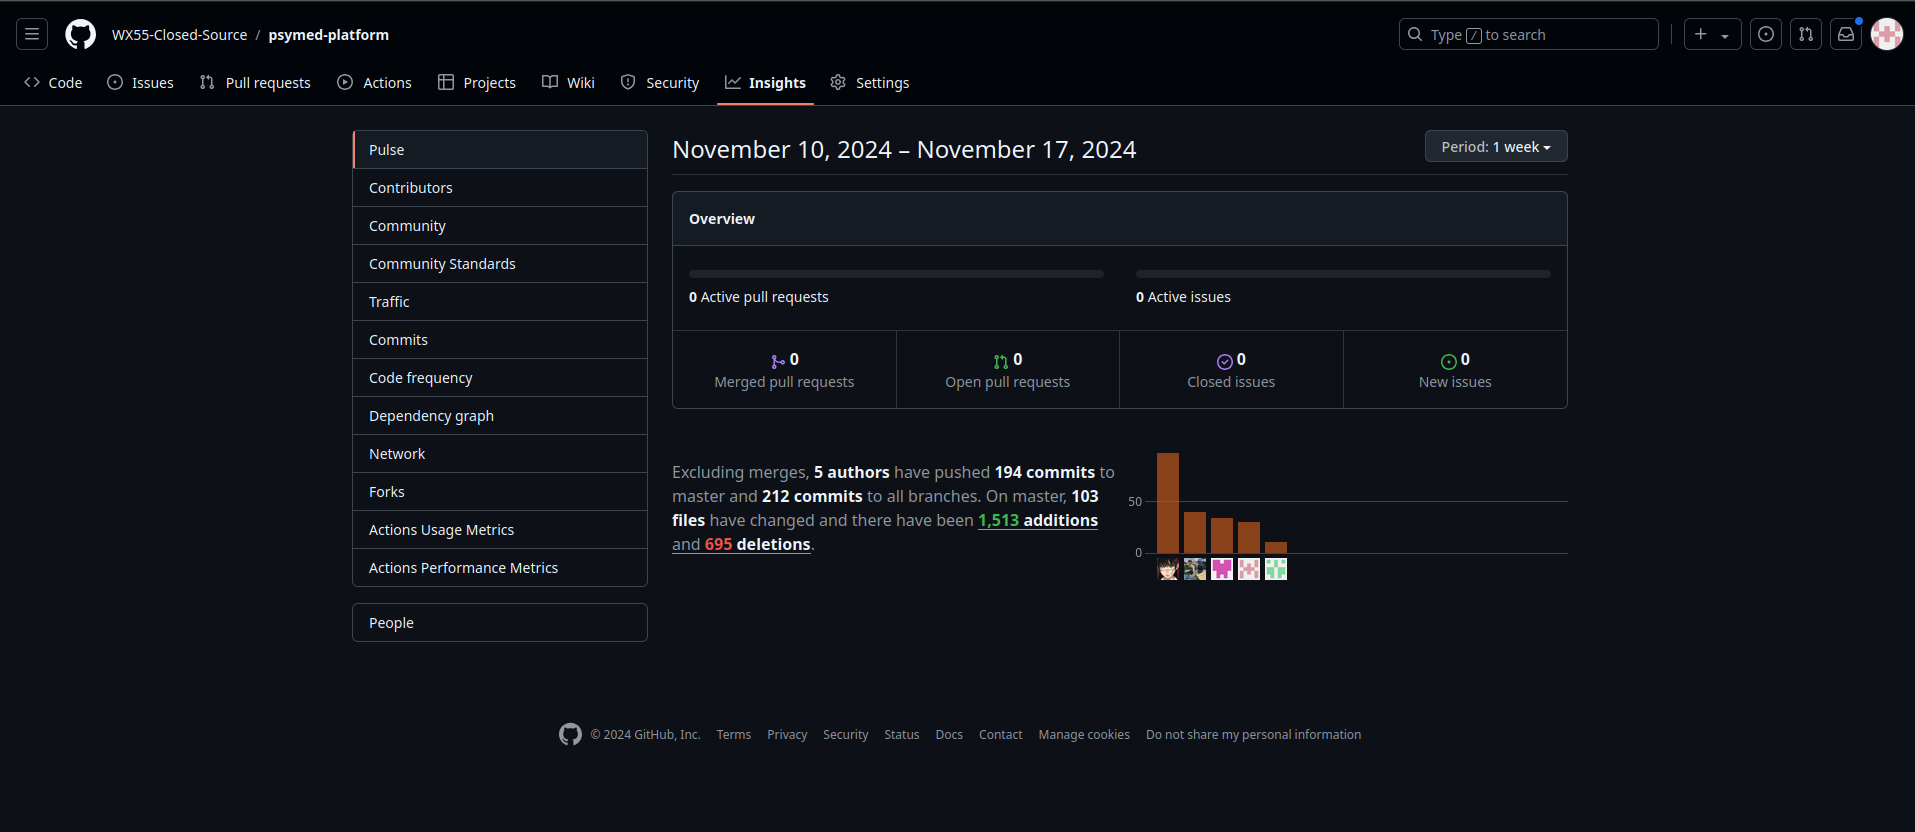 WX55-Closed-Source / psymed-platform
Type / to search
Code Issues Pull requests Actions Projects Wiki Security Insights Settings
Pulse
Contributors
Community
Community Standards
Traffic
Commits
Code frequency
Dependency graph
Network
Forks
Actions Usage Metrics
Actions Performance Metrics
People
November 10, 2024 – November 17, 2024
Period: 1 week
Overview
0 Active pull requests
0 Active issues
0
Merged pull requests
0
Open pull requests
0
Closed issues
0
New issues
Excluding merges, 5 authors have pushed 194 commits to
master and 212 commits to all branches. On master, 103
files have changed and there have been 1,513 additions
and 695 deletions.
50
0
© 2024 GitHub, Inc. Terms Privacy Security Status Docs Contact Manage cookies Do not share my personal information